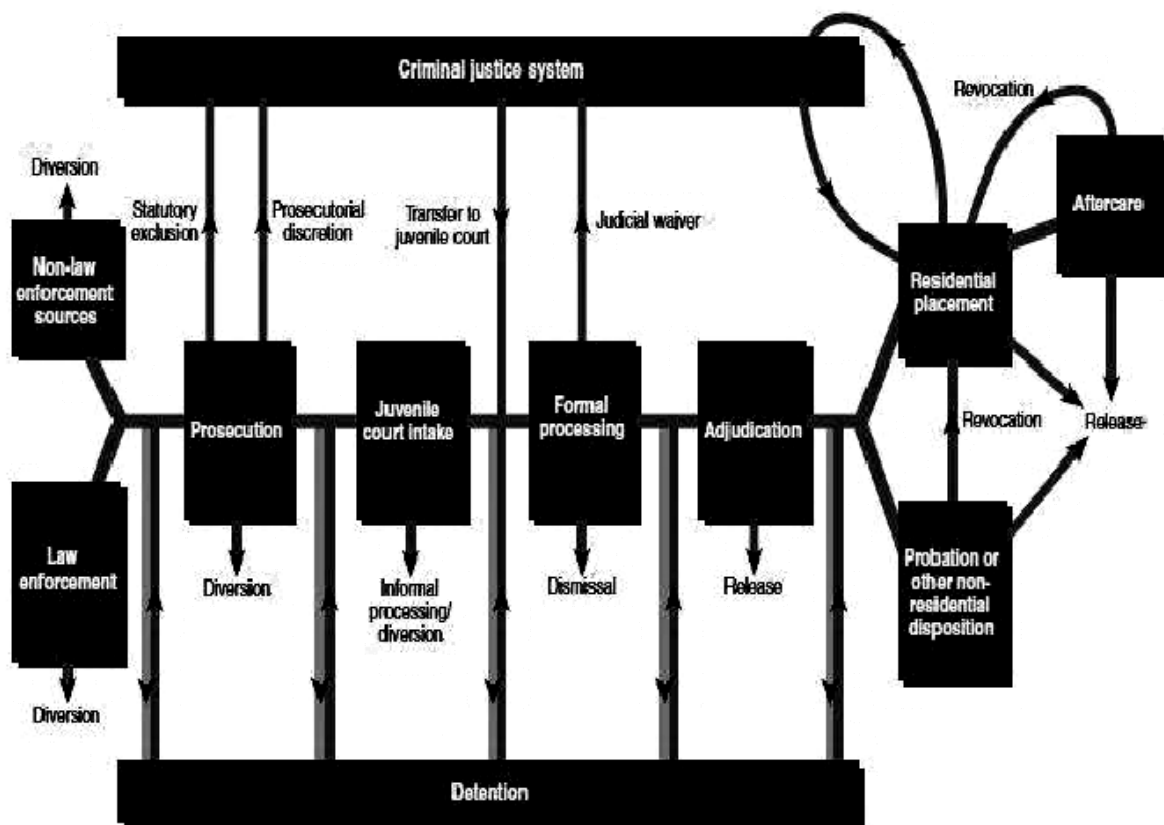 Criminal justice system
Revocation
Diversion
Aftercare
Statutory
exclusion
Prosecutorial
discretion
Transfer to
juvenile court
Judicial waiver
Non-law
enforcement
sources
Residential
placement
Prosecution
Juvenile
court intake
Formal
processing
Adjudication
Revocation
Release
Law
enforcement
Diversion
Informal
processing/
diversion
Dismissal
Release
Probation or
other non-
residential
disposition
Diversion
Detention